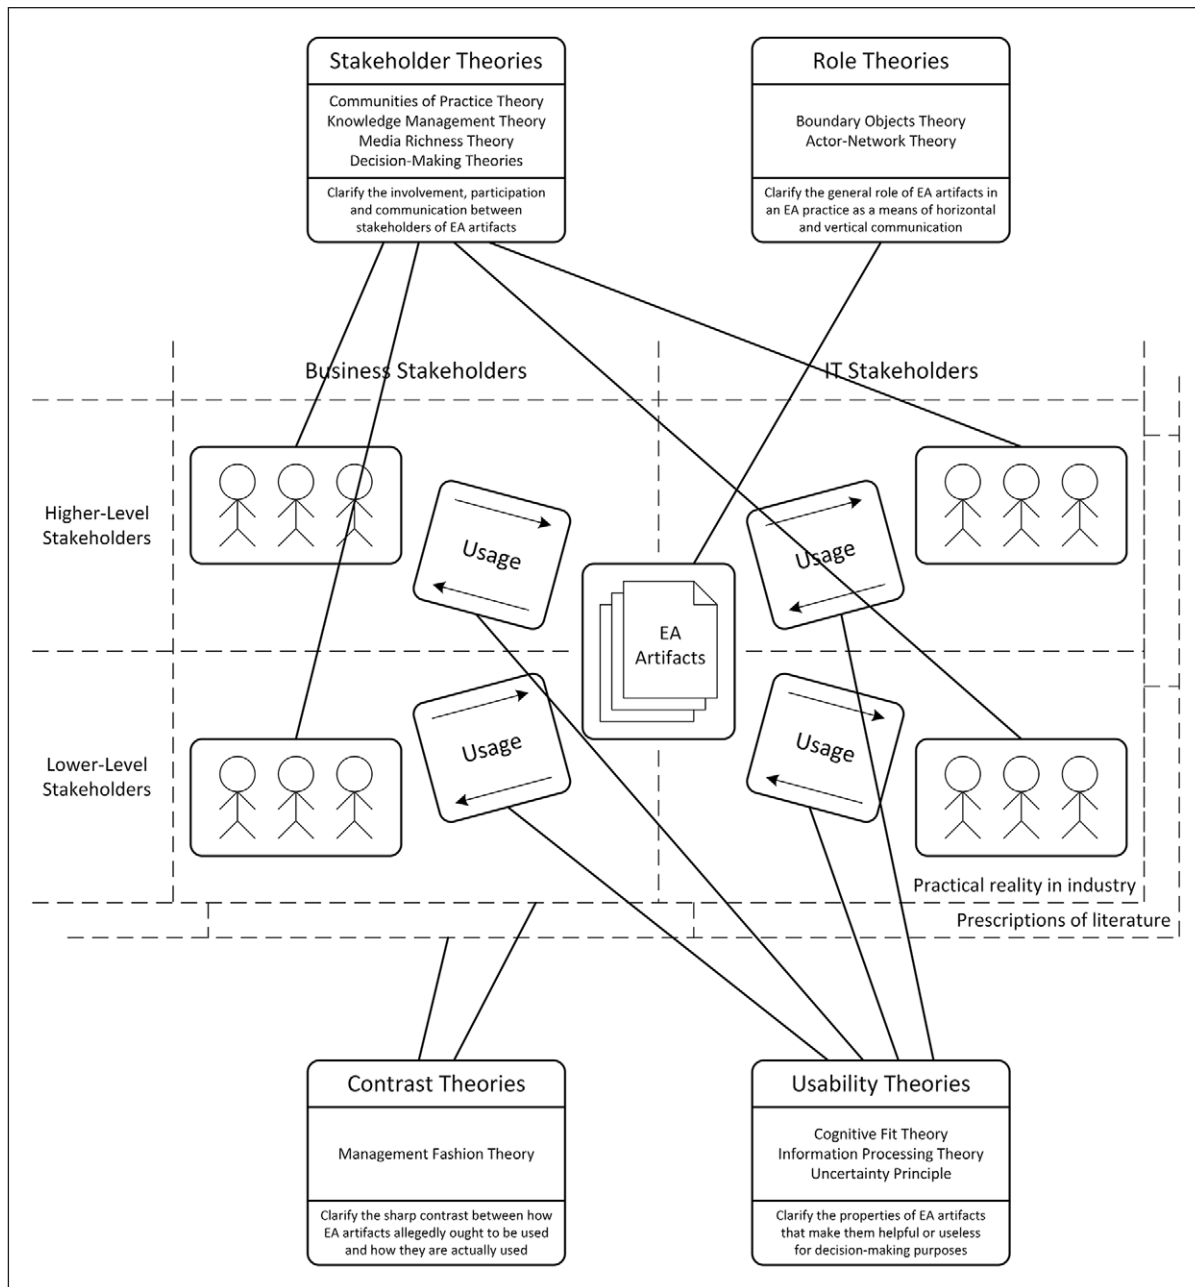 Stakeholder Theories
Communities of Practice Theory
Knowledge Management Theory
Media Richness Theory
Decision-Making Theories
Clarify the involvement, participation
and communication between
stakeholders of EA artifacts
Role Theories
Boundary Objects Theory
Actor-Network Theory
Clarify the general role of EA artifacts in
an EA practice as a means of horizontal
and vertical communication
Business Stakeholders
IT Stakeholders
Higher-Level
Stakeholders
Usage
Usage
EA
Artifacts
Lower-Level
Stakeholders
Usage
Usage
Practical reality in industry
Prescriptions of literature
Contrast Theories
Management Fashion Theory
Clarify the sharp contrast between how
EA artifacts allegedly ought to be used
and how they are actually used
Usability Theories
Cognitive Fit Theory
Information Processing Theory
Uncertainty Principle
Clarify the properties of EA artifacts
that make them helpful or useless
for decision-making purposes